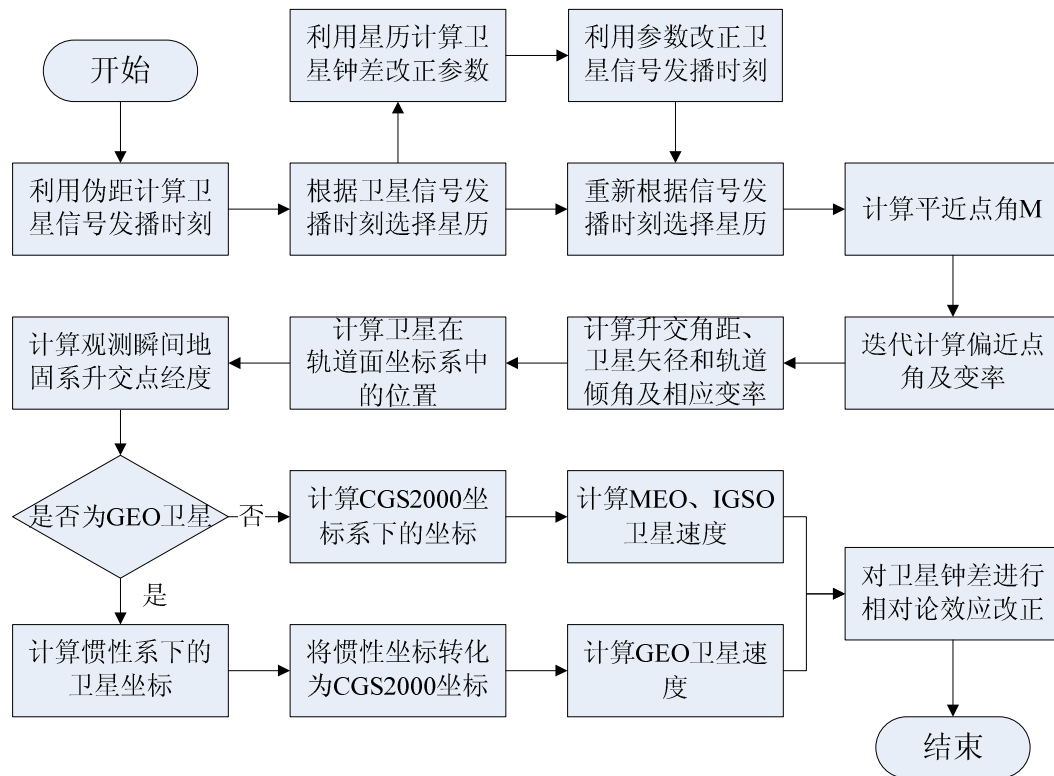 开始
利用星历计算卫
星钟差改正参数
利用参数改正卫
星信号发播时刻
利用伪距计算卫
星信号发播时刻
根据卫星信号发
播时刻选择星历
重新根据信号发
播时刻选择星历
计算平近点角M
迭代计算偏近点
角及变率
计算升交角距、
卫星矢径和轨道
倾角及相应变率
计算卫星在
轨道面坐标系中
的位置
计算观测瞬间地
固系升交点经度
是否为GEO卫星
否
是
计算CGS2000坐
标系下的坐标
计算MEO、IGSO
卫星速度
计算惯性系下的
卫星坐标
将惯性坐标转化
为CGS2000坐标
计算GEO卫星速
度
对卫星钟差进行
相对论效应改正
结束